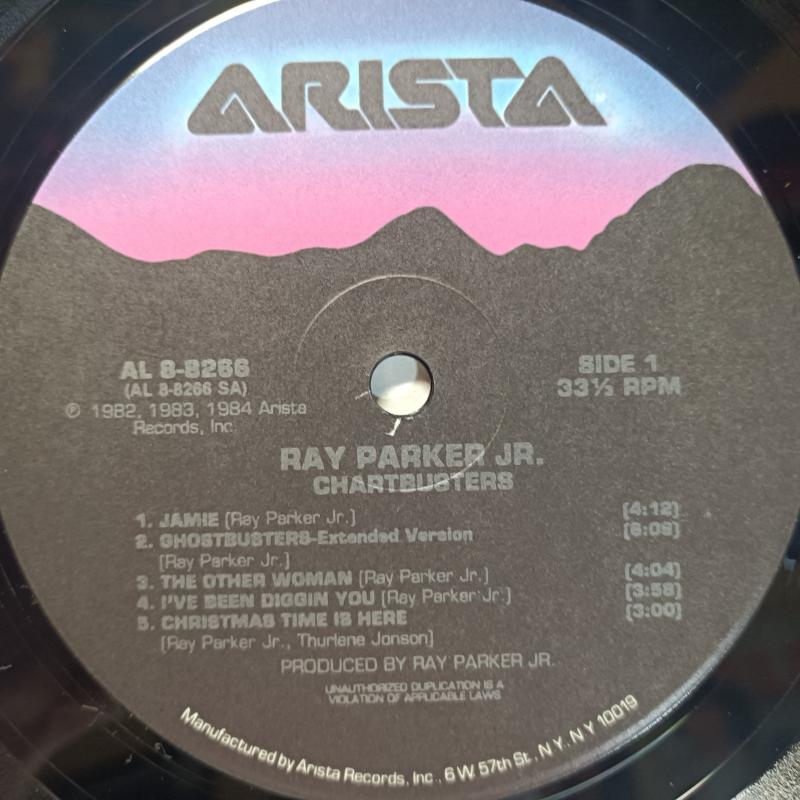 ARISTA
AL 8-8266
(AL 8-8266 SA)
℗ 1982, 1983, 1984 Arista
Records, Inc.
SIDE 1
33⅓ RPM
RAY PARKER JR.
CHARTBUSTERS
1. JAMIE [Ray Parker Jr.] [4:12]
2. GHOSTBUSTERS-Extended Version [6:09]
[Ray Parker Jr.]
3. THE OTHER WOMAN [Ray Parker Jr.] [4:04]
4. I'VE BEEN DIGGIN YOU [Ray Parker Jr.] [3:58]
5. CHRISTMAS TIME IS HERE [3:00]
[Ray Parker Jr., Thurlene Jonson]
PRODUCED BY RAY PARKER JR.
UNAUTHORIZED DUPLICATION IS A
VIOLATION OF APPLICABLE LAWS
Manufactured by Arista Records, Inc., 6 W. 57th St., N.Y. N.Y. 10019